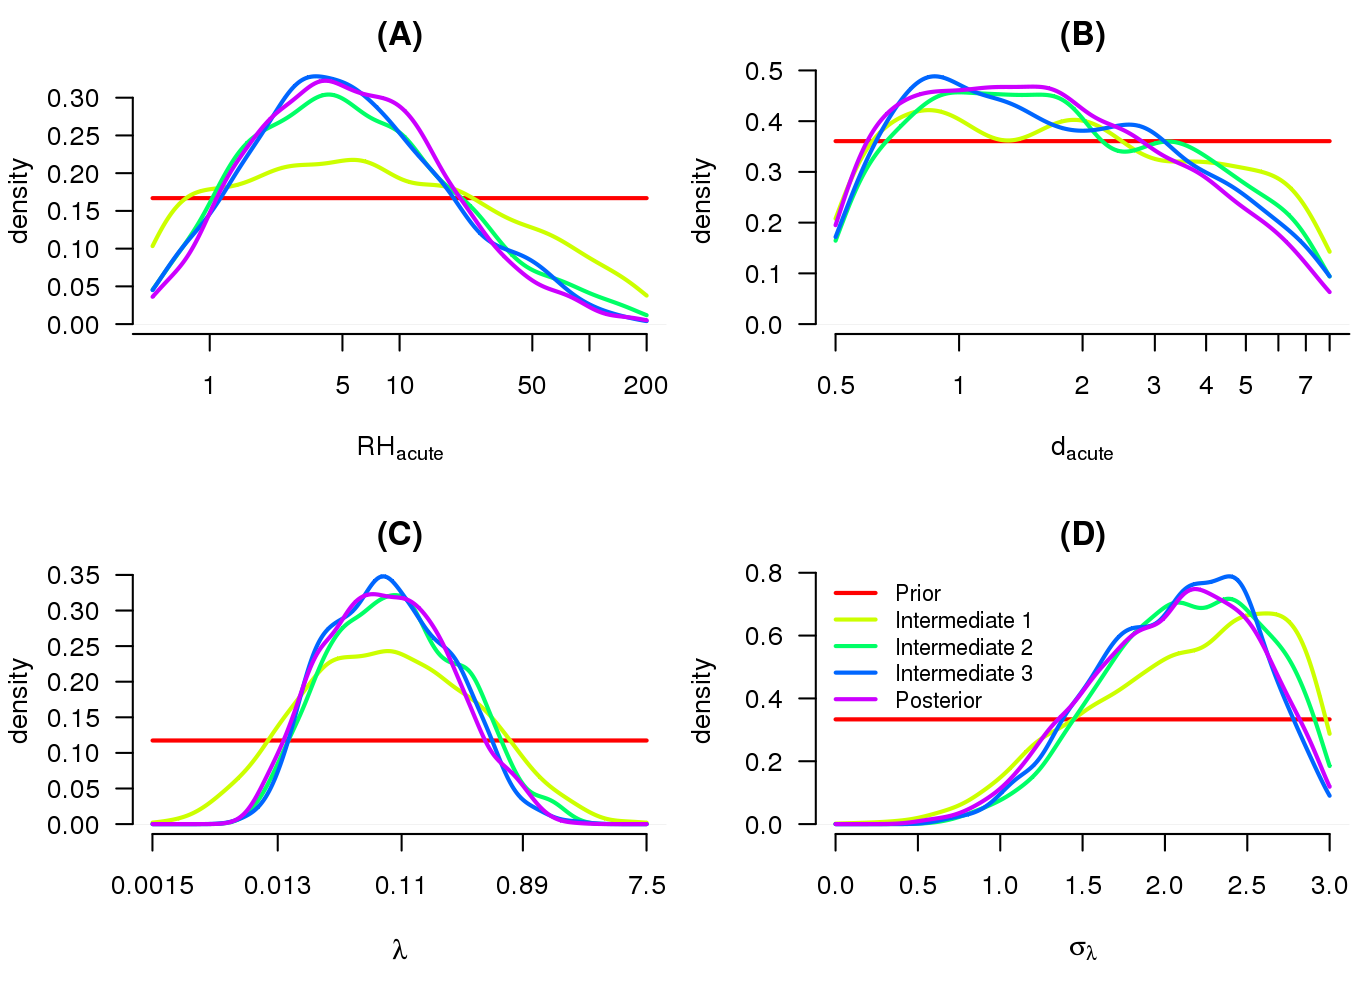 (A)
density
0.30
0.25
0.20
0.15
0.10
0.05
0.00
1 5 10 50 200
RHacute
(B)
density
0.5
0.4
0.3
0.2
0.1
0.0
0.5 1 2 3 4 5 7
dacute
(C)
density
0.35
0.30
0.25
0.20
0.15
0.10
0.05
0.00
0.0015 0.013 0.11 0.89 7.5
λ
(D)
density
0.8
0.6
0.4
0.2
0.0
Prior
Intermediate 1
Intermediate 2
Intermediate 3
Posterior
0.0 0.5 1.0 1.5 2.0 2.5 3.0
σλ